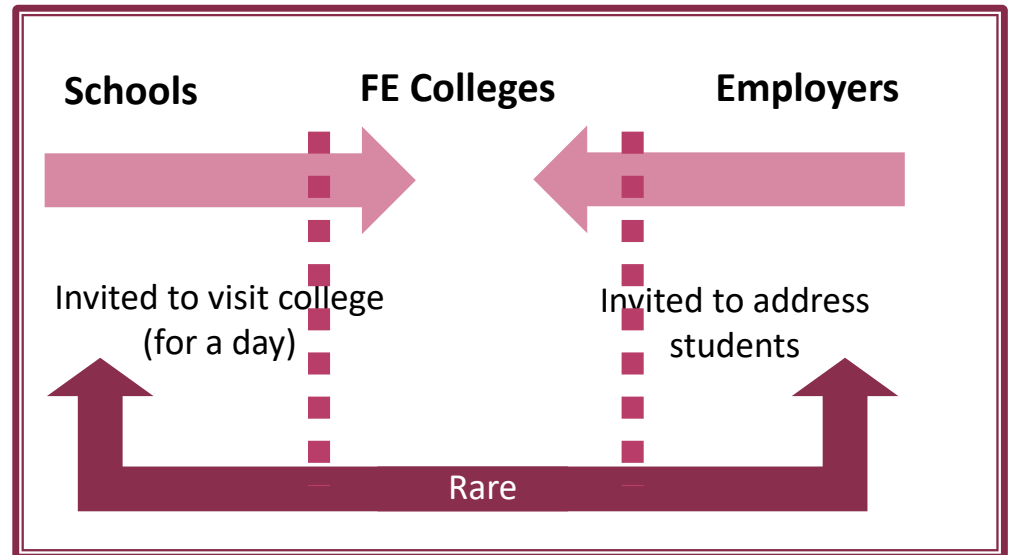 Schools
FE Colleges
Employers
Invited to visit college
(for a day)
Invited to address
students
Rare